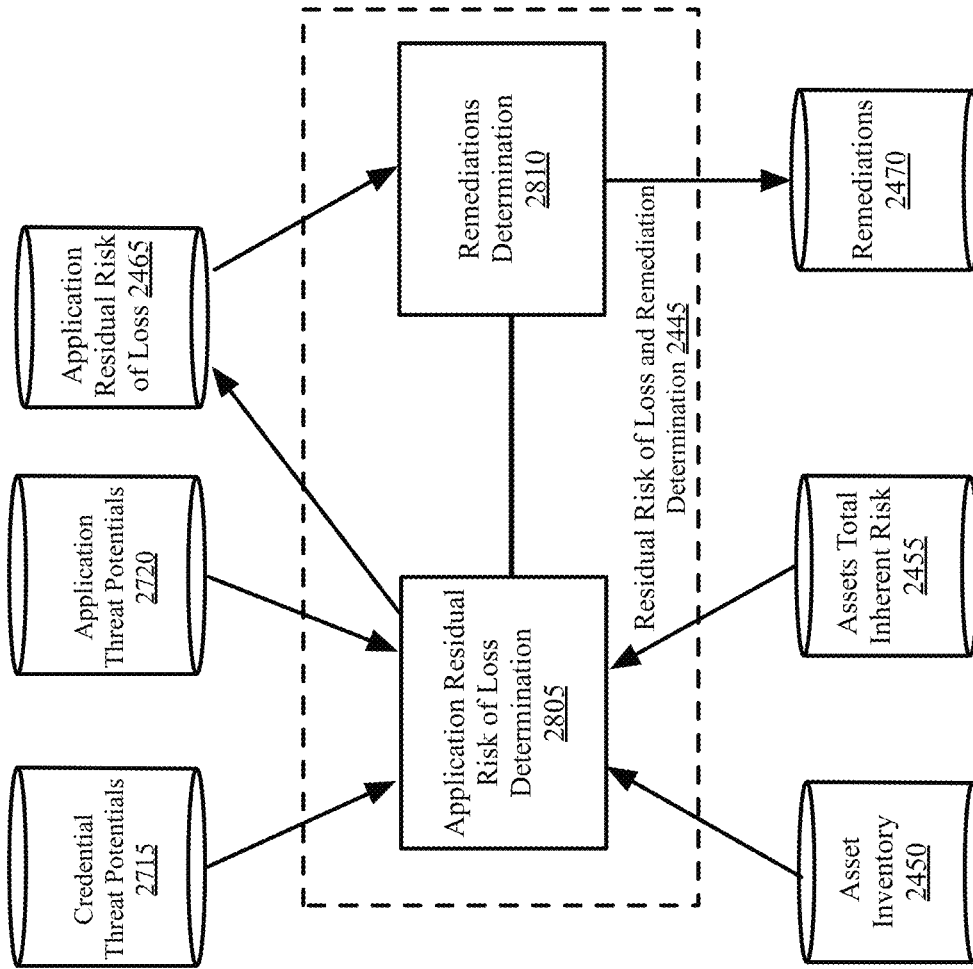 Credential
Threat Potentials
2715
Application
Threat Potentials
2720
Application
Residual Risk
of Loss 2465
Application Residual
Risk of Loss
Determination
2805
Remediations
Determination
2810
Residual Risk of Loss and Remediation
Determination 2445
Asset
Inventory
2450
Assets Total
Inherent Risk
2455
Remediations
2470